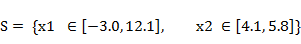 S = {x1 ∈ [−3.0,12.1], x2 ∈ [4.1,5.8]}